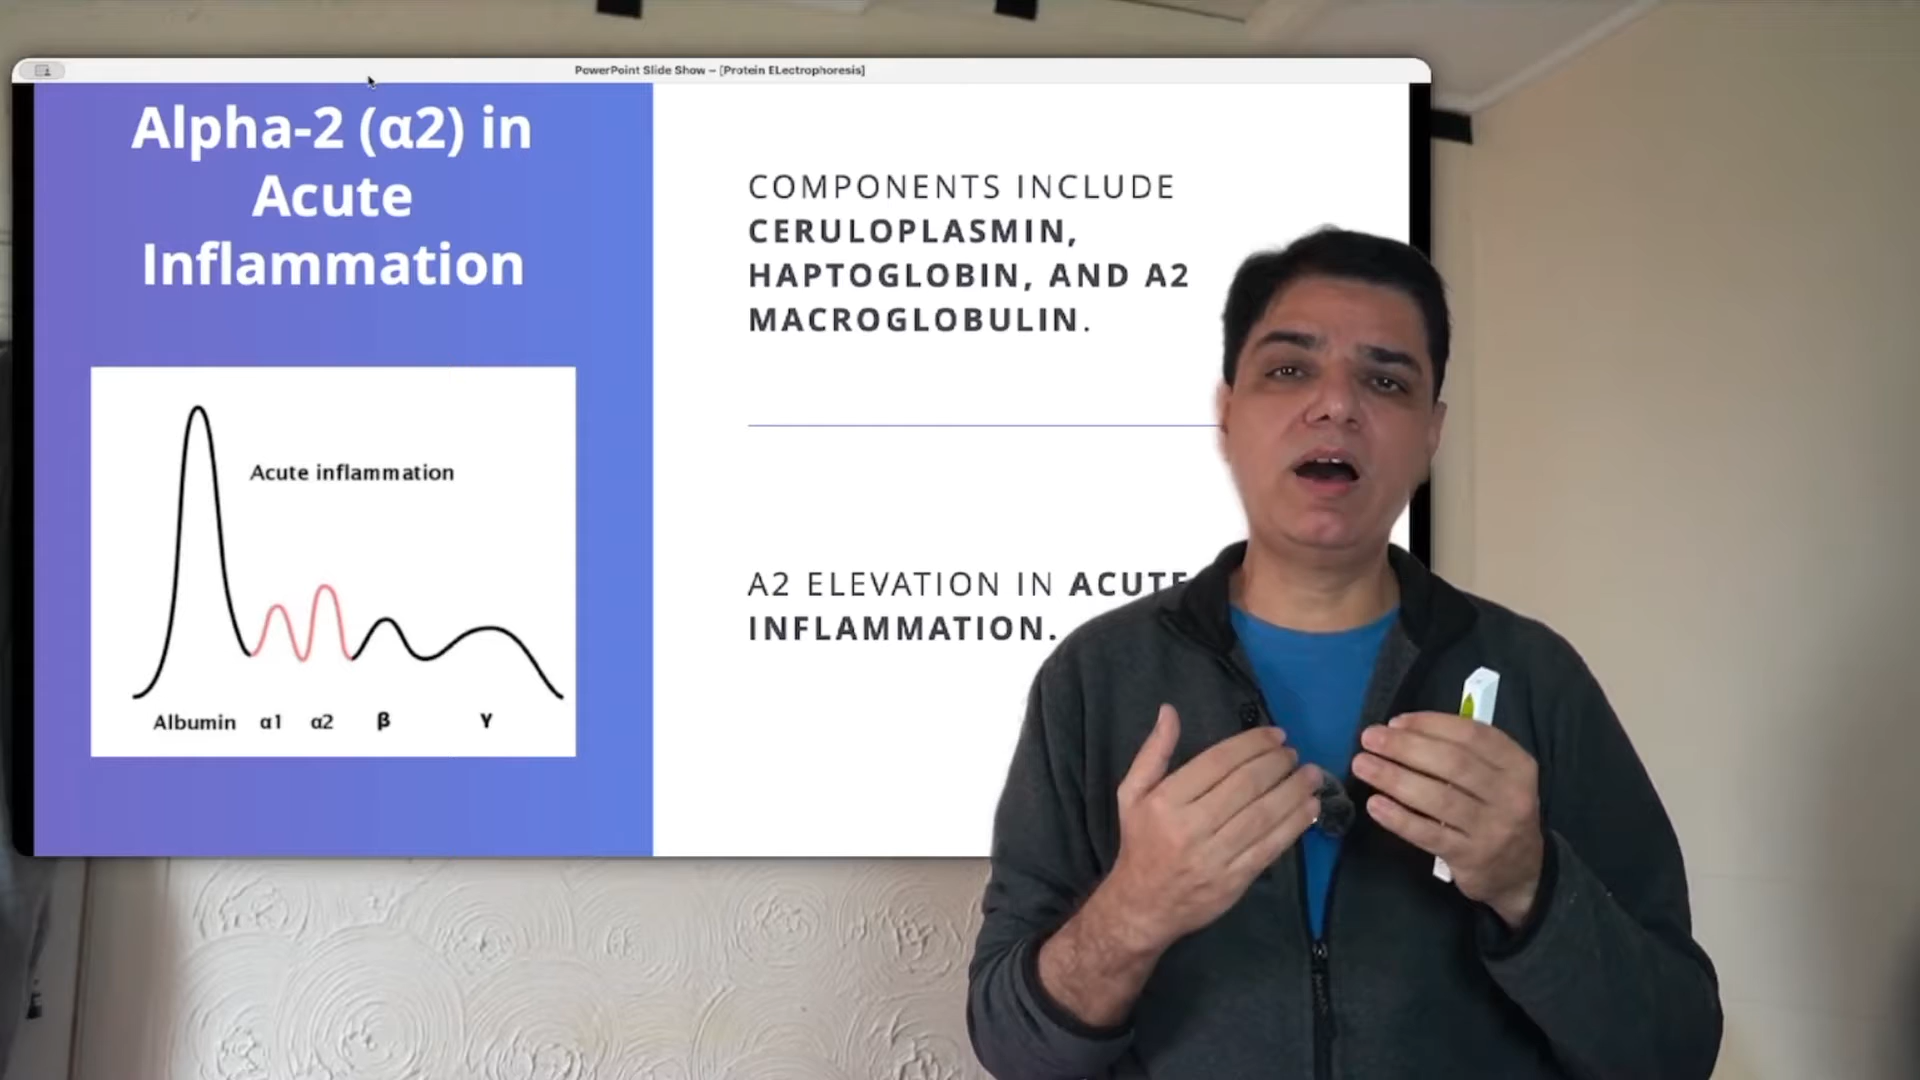 PowerPoint Slide Show – [Protein ELectrophoresis]
Alpha-2 (α2) in
Acute
Inflammation
COMPONENTS INCLUDE
CERULOPLASMIN,
HAPTOGLOBIN, AND A2
MACROGLOBULIN.
A2 ELEVATION IN ACUTE
INFLAMMATION.
Acute inflammation
Albumin α1 α2 β γ